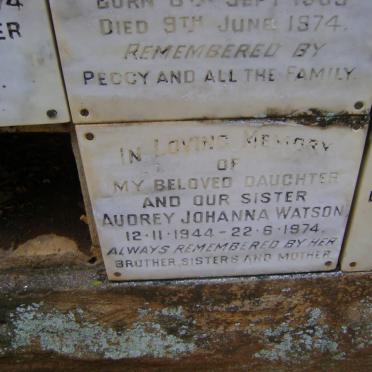 DIED 9TH JUNE 1974.
REMEMBERED BY
PEGGY AND ALL THE FAMILY.
IN LOVING MEMORY
OF
MY BELOVED DAUGHTER
AND OUR SISTER
AUDREY JOHANNA WATSON
12·11·1944 - 22·6·1974.
ALWAYS REMEMBERED BY HER
BROTHER, SISTERS AND MOTHER